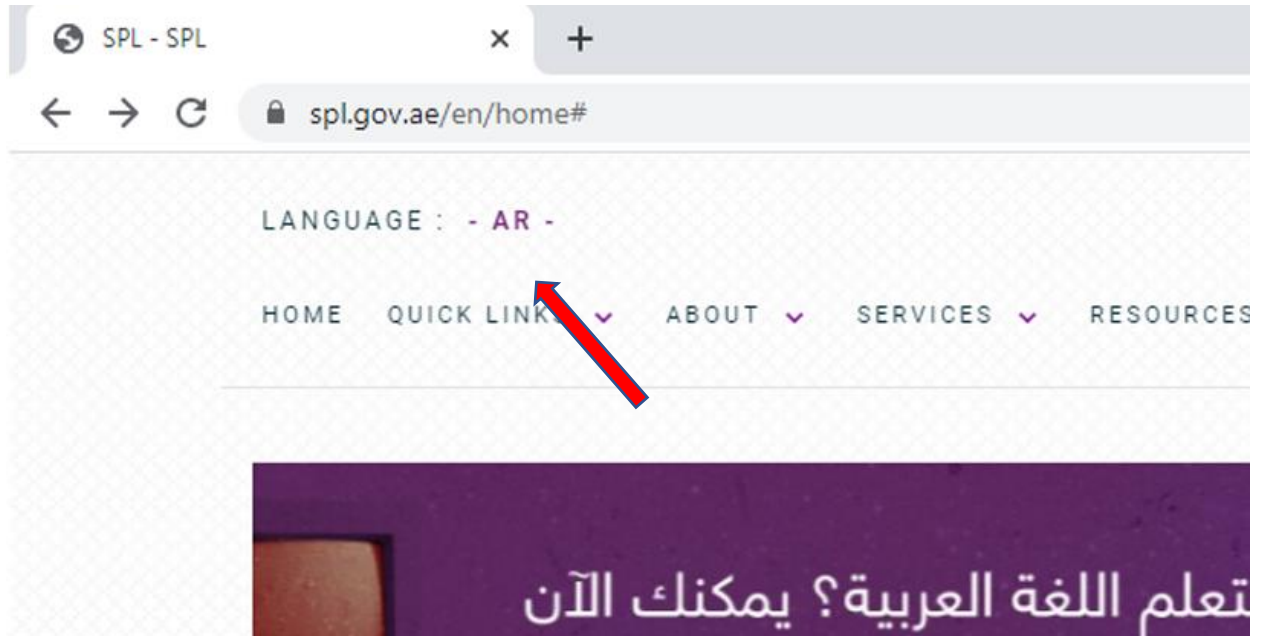 SPL - SPL
spl.gov.ae/en/home#
LANGUAGE : - AR -
HOME QUICK LINKS ABOUT SERVICES RESOURCES
تعلم اللغة العربية؟ يمكنك الآن